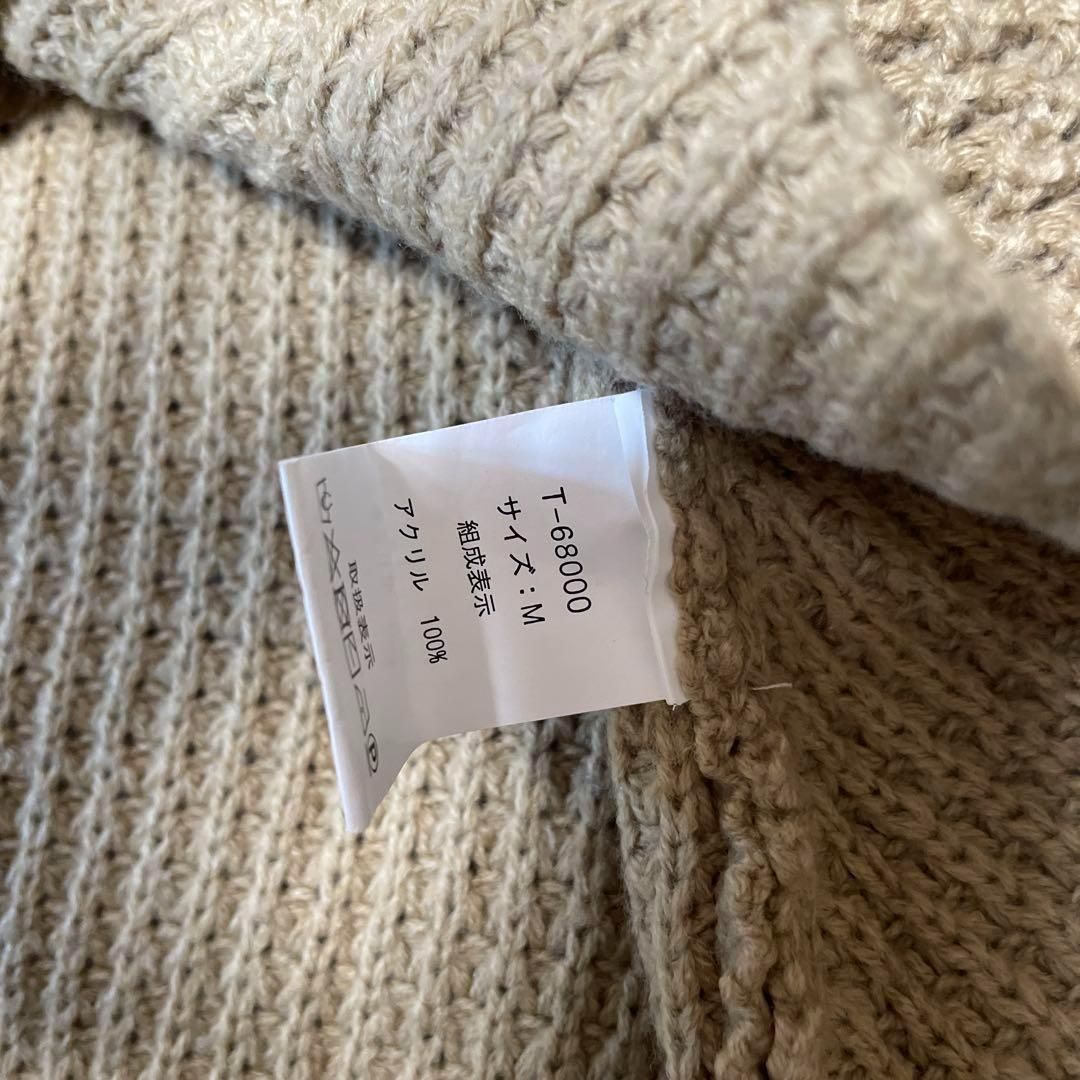 T-68000
サイズ:M
組成表示
アクリル 100%
取扱表示
P